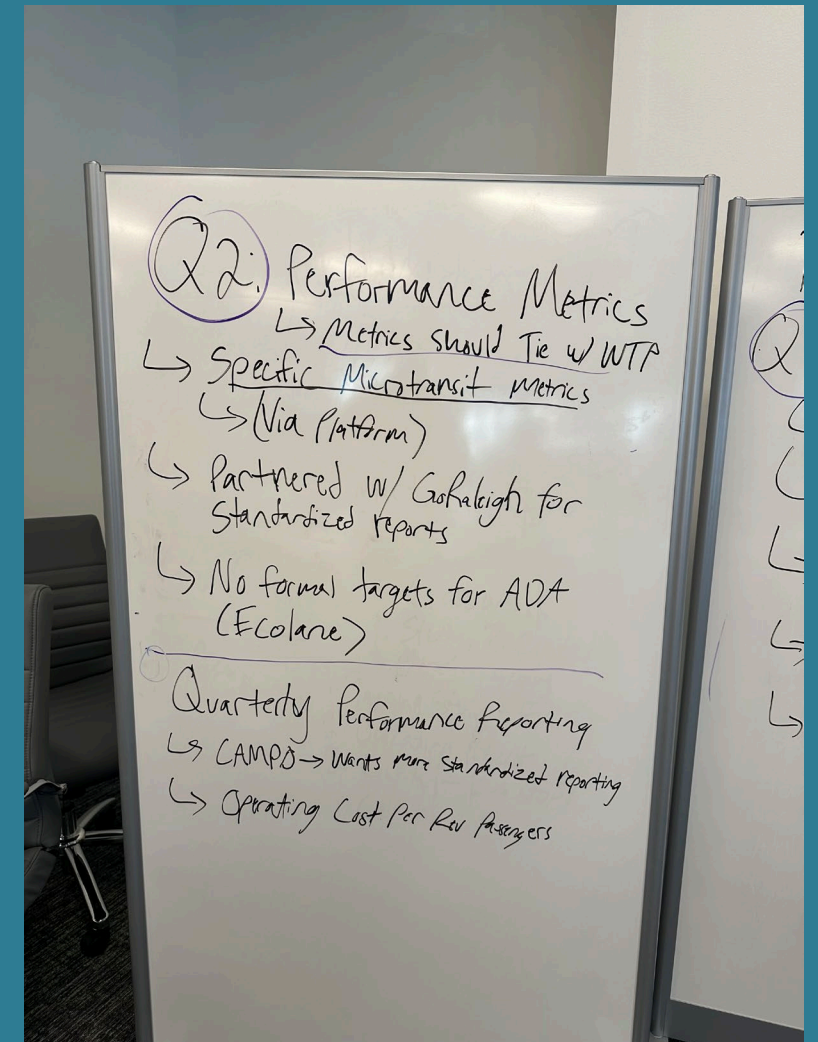 Q2: Performance Metrics
↳ Metrics Should Tie w/ WTP
↳ Specific Microtransit Metrics
↳ (Via Platform)
↳ Partnered w/ GoRaleigh for
Standardized reports
↳ No formal targets for ADA
(Ecolane)
Quarterly Performance Reporting
↳ CAMPO → Wants more Standardized reporting
↳ Operating Cost Per Rev Passengers
Q